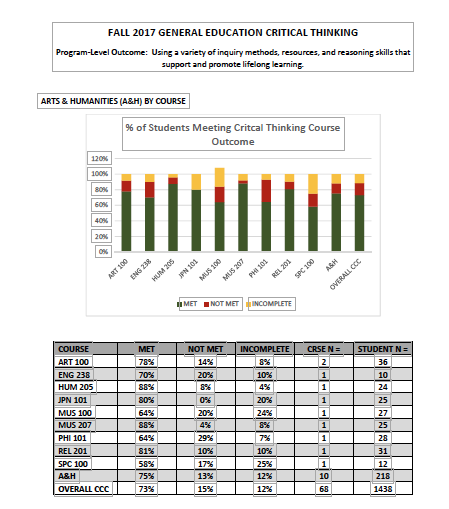 FALL 2017 GENERAL EDUCATION CRITICAL THINKING
Program-Level Outcome: Using a variety of inquiry methods, resources, and reasoning skills that
support and promote lifelong learning.
ARTS & HUMANITIES (A&H) BY COURSE
% of Students Meeting Critcal Thinking Course
Outcome
120%
100%
80%
60%
40%
20%
0%
ART 100 ENG 238 HUM 205 JPN 101 MUS 100 MUS 207 PHI 101 REL 201 SPC 100 A&H OVERALL CCC
MET NOT MET INCOMPLETE
COURSE MET NOT MET INCOMPLETE CRSE N = STUDENT N =
ART 100 78% 14% 8% 2 36
ENG 238 70% 20% 10% 1 10
HUM 205 88% 8% 4% 1 24
JPN 101 80% 0% 20% 1 25
MUS 100 64% 20% 24% 1 27
MUS 207 88% 4% 8% 1 25
PHI 101 64% 29% 7% 1 28
REL 201 81% 10% 10% 1 31
SPC 100 58% 17% 25% 1 12
A&H 75% 13% 12% 10 218
OVERALL CCC 73% 15% 12% 68 1438